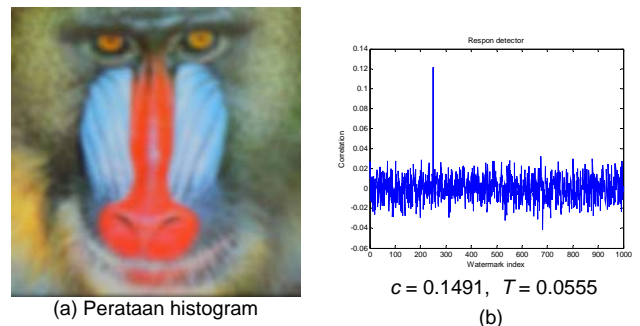 (a) Perataan histogram
Respon detector
Correlation
0.14
0.12
0.1
0.08
0.06
0.04
0.02
0
-0.02
-0.04
-0.06
0 100 200 300 400 500 600 700 800 900 1000
Watermark index
c = 0.1491, T = 0.0555
(b)